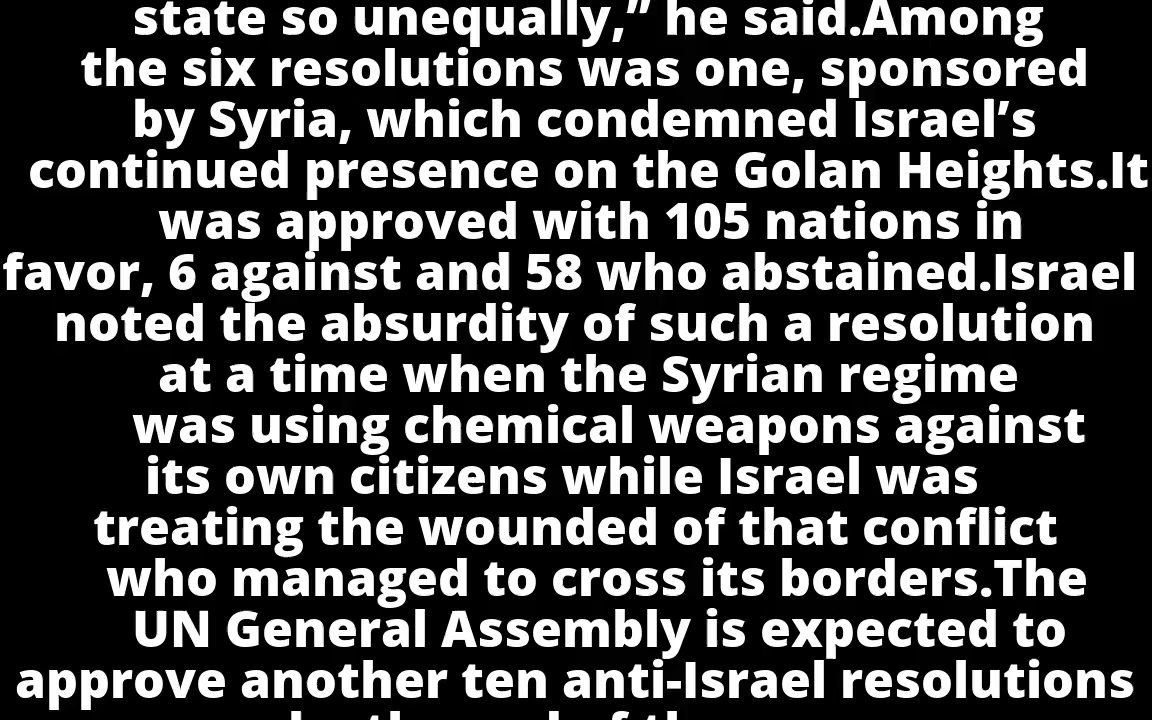 state so unequally,” he said.Among
the six resolutions was one, sponsored
by Syria, which condemned Israel’s
continued presence on the Golan Heights.It
was approved with 105 nations in
favor, 6 against and 58 who abstained.Israel
noted the absurdity of such a resolution
at a time when the Syrian regime
was using chemical weapons against
its own citizens while Israel was
treating the wounded of that conflict
who managed to cross its borders.The
UN General Assembly is expected to
approve another ten anti-Israel resolutions